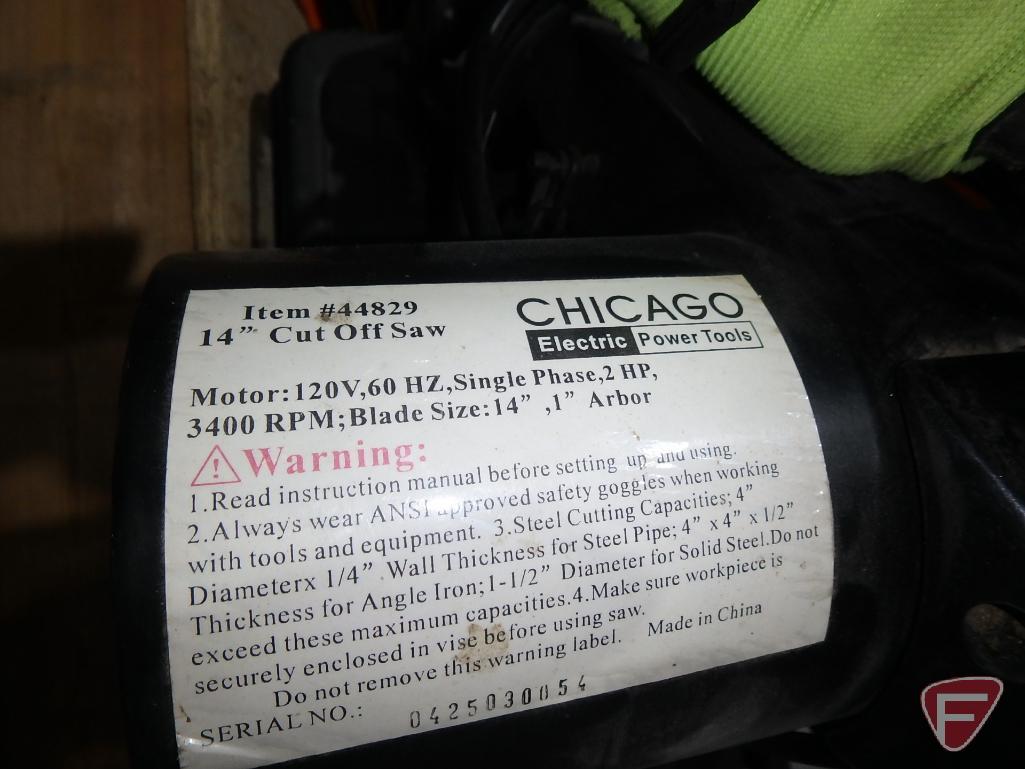 Item #44829
14" Cut Off Saw
CHICAGO
Electric Power Tools
Motor:120V,60 HZ,Single Phase,2 HP,
3400 RPM;Blade Size:14" ,1" Arbor
Warning:
1.Read instruction manual before setting up and using.
2.Always wear ANSI approved safety goggles when working
with tools and equipment. 3.Steel Cutting Capacities; 4"
Diameterx 1/4" Wall Thickness for Steel Pipe; 4" x 4" x 1/2"
Thickness for Angle Iron;1-1/2" Diameter for Solid Steel.Do not
exceed these maximum capacities.4.Make sure workpiece is
securely enclosed in vise before using saw.
Do not remove this warning label. Made in China
SERIAL NO.: 0425030054
F